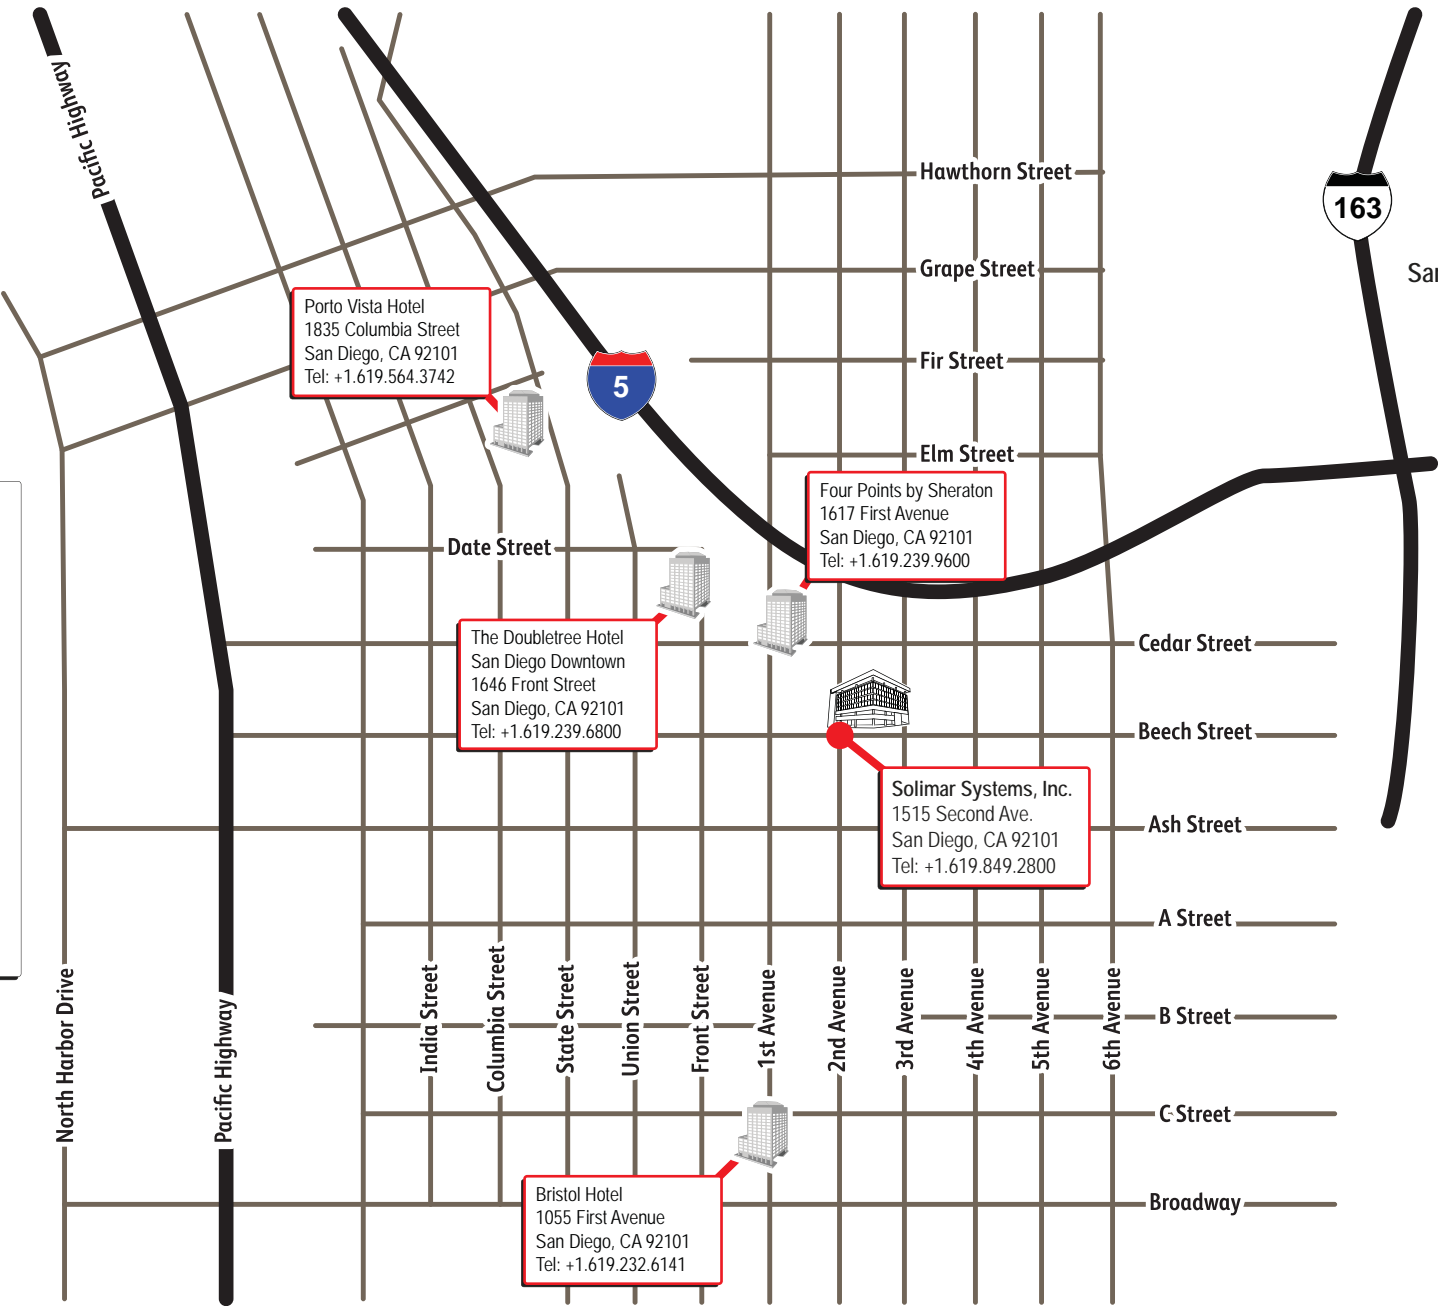 Pacific Highway
Hawthorn Street
163
Grape Street
Porto Vista Hotel
1835 Columbia Street
San Diego, CA 92101
Tel: +1.619.564.3742
Fir Street
5
Elm Street
Four Points by Sheraton
1617 First Avenue
San Diego, CA 92101
Tel: +1.619.239.9600
Date Street
The Doubletree Hotel
San Diego Downtown
1646 Front Street
San Diego, CA 92101
Tel: +1.619.239.6800
Cedar Street
Beech Street
Solimar Systems, Inc.
1515 Second Ave.
San Diego, CA 92101
Tel: +1.619.849.2800
Ash Street
A Street
North Harbor Drive
Pacific Highway
India Street
Columbia Street
State Street
Union Street
Front Street
1st Avenue
2nd Avenue
3rd Avenue
4th Avenue
5th Avenue
6th Avenue
B Street
C Street
Bristol Hotel
1055 First Avenue
San Diego, CA 92101
Tel: +1.619.232.6141
Broadway